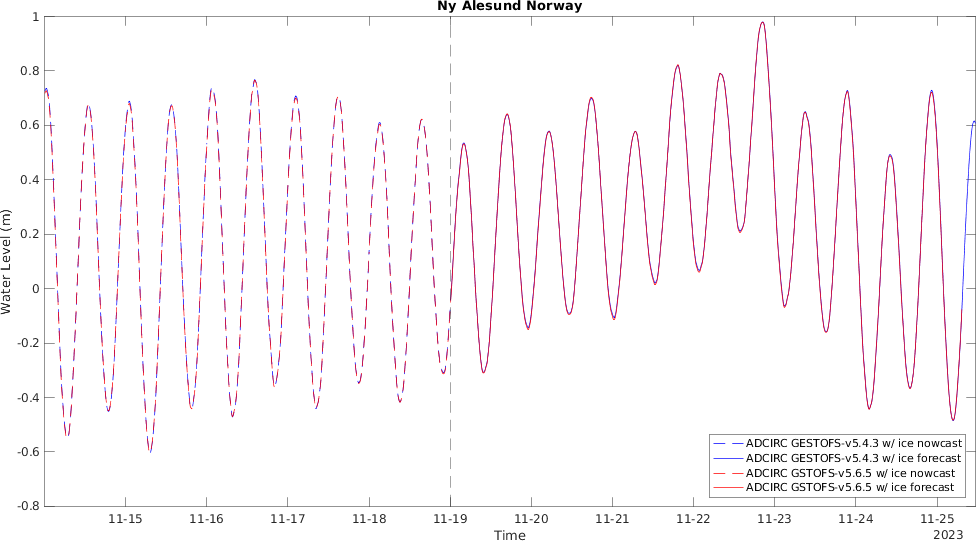 Ny Alesund Norway
Water Level (m)
1
0.8
0.6
0.4
0.2
0
-0.2
-0.4
-0.6
-0.8
ADCIRC GESTOFS-v5.4.3 w/ ice nowcast
ADCIRC GESTOFS-v5.4.3 w/ ice forecast
ADCIRC GSTOFS-v5.6.5 w/ ice nowcast
ADCIRC GSTOFS-v5.6.5 w/ ice forecast
11-15 11-16 11-17 11-18 11-19 11-20 11-21 11-22 11-23 11-24 11-25
Time
2023